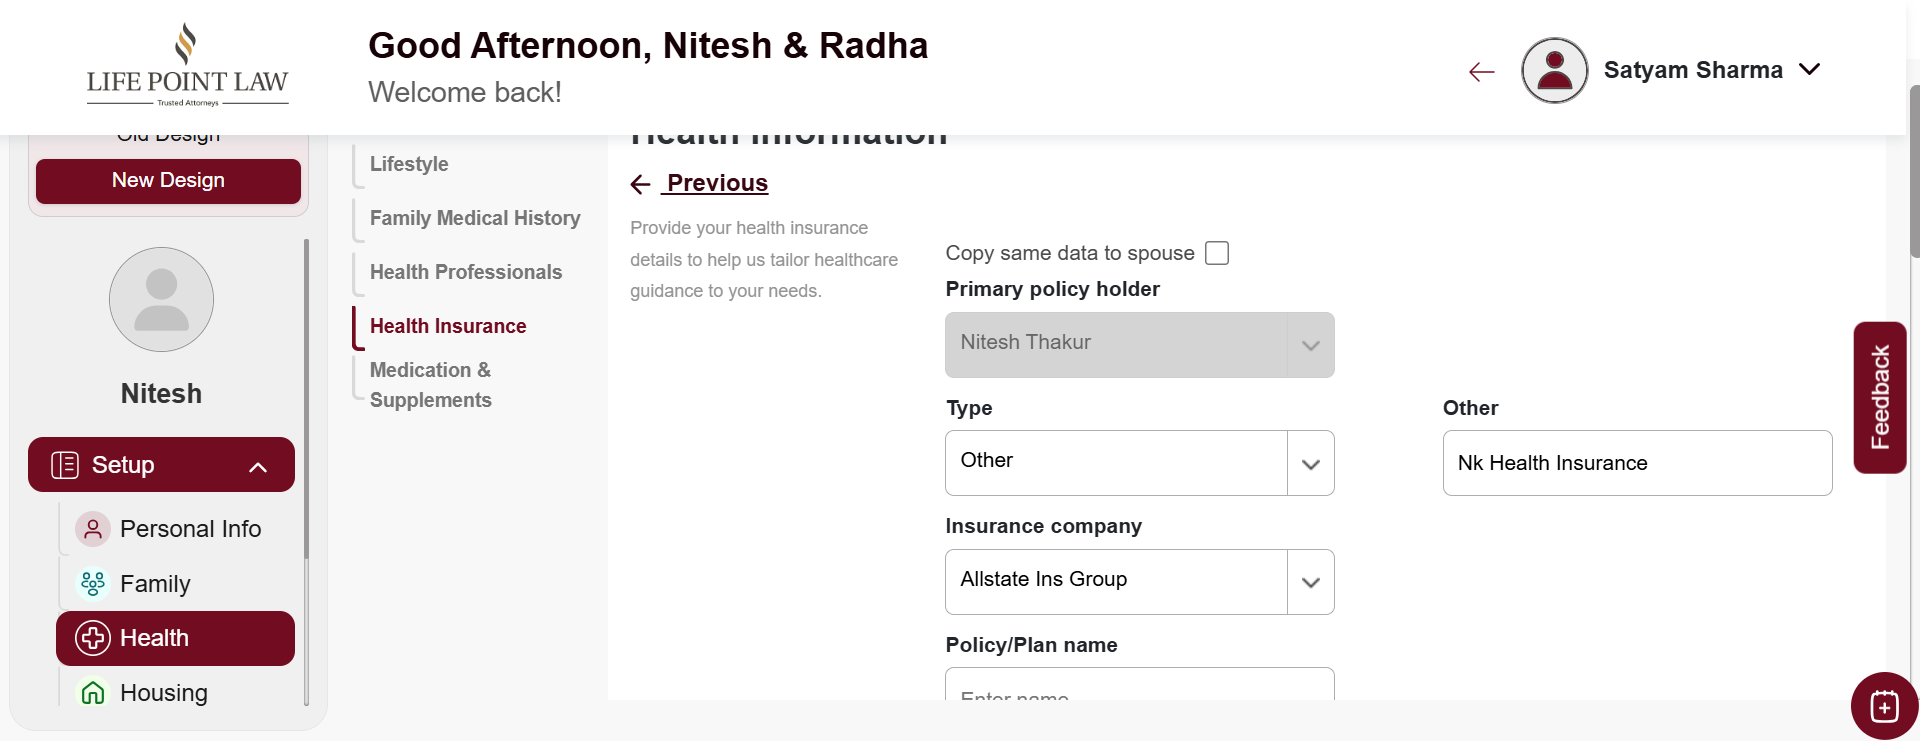 LIFE POINT LAW
Trusted Attorneys
Good Afternoon, Nitesh & Radha
Welcome back!
Satyam Sharma
Old Design
New Design
Nitesh
Setup
Personal Info
Family
Health
Housing
Lifestyle
Family Medical History
Health Professionals
Health Insurance
Medication &
Supplements
Health Information
Previous
Provide your health insurance
details to help us tailor healthcare
guidance to your needs.
Copy same data to spouse
Primary policy holder
Nitesh Thakur
Type
Other
Other
Nk Health Insurance
Insurance company
Allstate Ins Group
Policy/Plan name
Enter name
Feedback